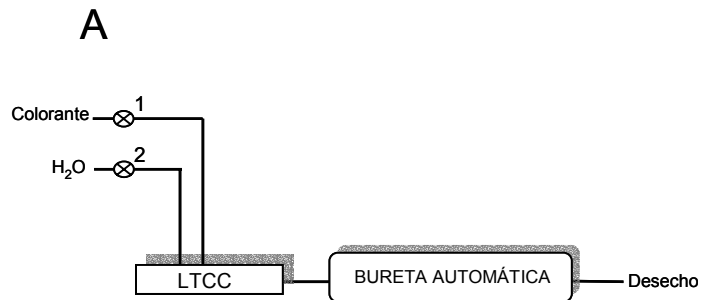 A
Colorante
1
H₂O
2
LTCC
BURETA AUTOMÁTICA
Desecho